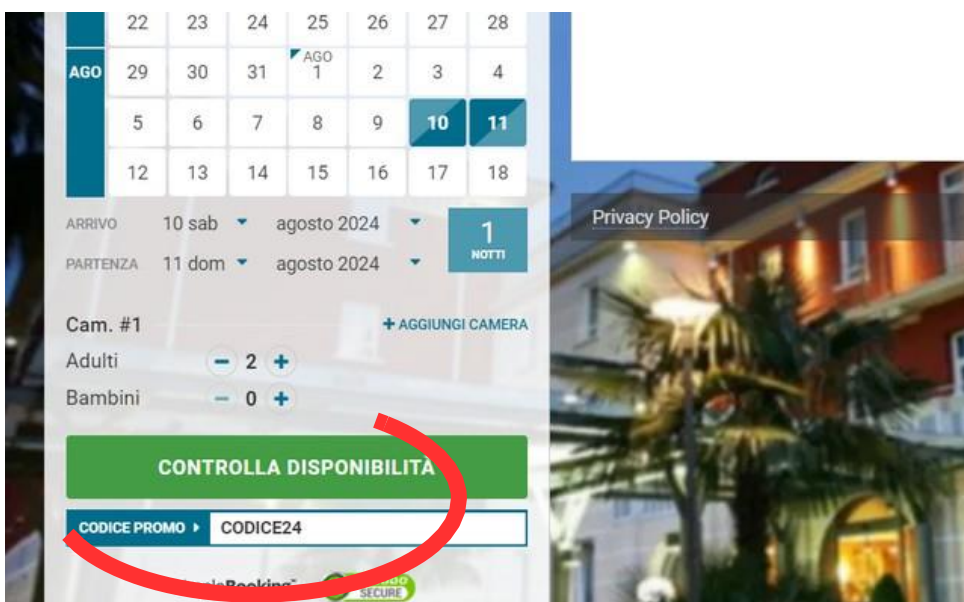 22 23 24 25 26 27 28
AGO
AGO 29 30 31 1 2 3 4
5 6 7 8 9 10 11
12 13 14 15 16 17 18
ARRIVO 10 sab agosto 2024
1
NOTTI
PARTENZA 11 dom agosto 2024
Cam. #1 + AGGIUNGI CAMERA
Adulti − 2 +
Bambini − 0 +
CONTROLLA DISPONIBILITÀ
CODICE PROMO CODICE24
Booking™
SECURE
Privacy Policy